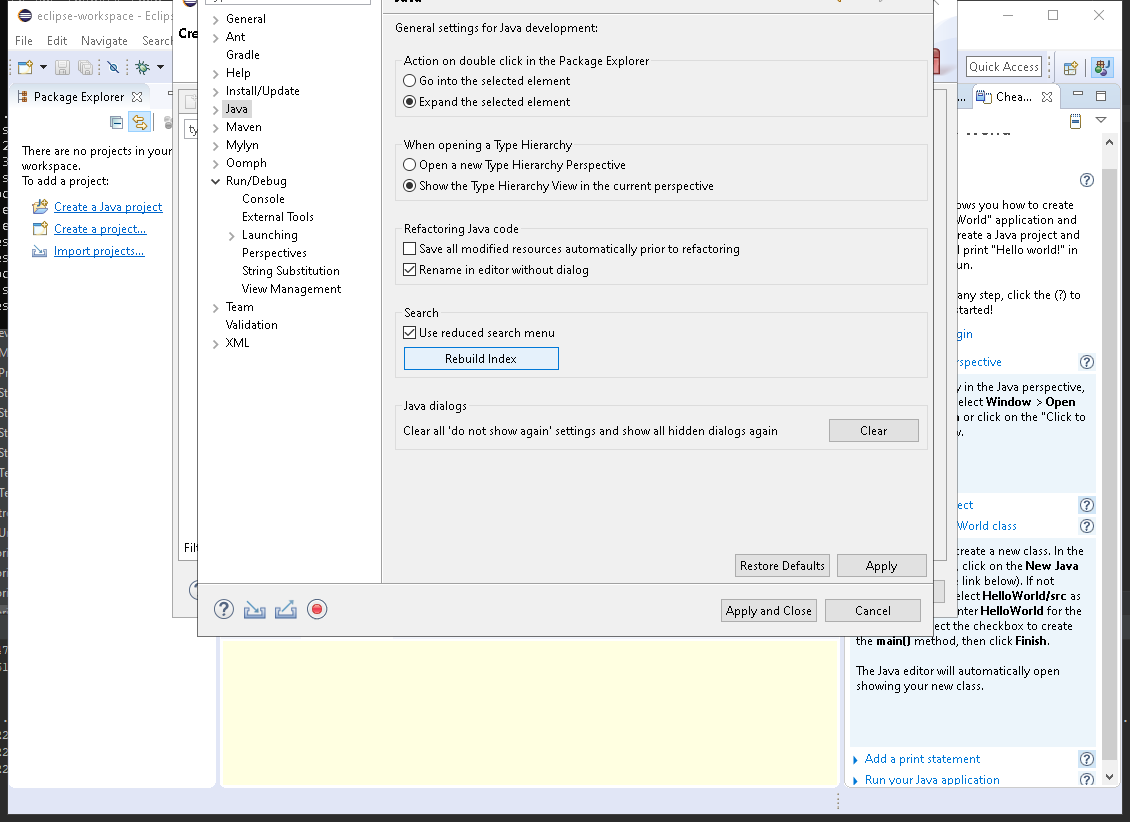 eclipse-workspace - Eclips
File Edit Navigate Search
Quick Access
Package Explorer
There are no projects in your
workspace.
To add a project:
Create a Java project
Create a project...
Import projects...
Cre
ty
Filt
General
Ant
Gradle
Help
Install/Update
Java
Maven
Mylyn
Oomph
Run/Debug
Console
External Tools
Launching
Perspectives
String Substitution
View Management
Team
Validation
XML
Java
General settings for Java development:
Action on double click in the Package Explorer
Go into the selected element
Expand the selected element
When opening a Type Hierarchy
Open a new Type Hierarchy Perspective
Show the Type Hierarchy View in the current perspective
Refactoring Java code
Save all modified resources automatically prior to refactoring
Rename in editor without dialog
Search
Use reduced search menu
Rebuild Index
Java dialogs
Clear all 'do not show again' settings and show all hidden dialogs again
Clear
Restore Defaults Apply
Apply and Close Cancel
... Chea...
ows you how to create
World" application and
reate a Java project and
print "Hello world!" in
un.
any step, click the (?) to
started!
gin
rspective
y in the Java perspective,
elect Window > Open
or click on the "Click to
w.
ect
World class
create a new class. In the
click on the New Java
link below). If not
elect HelloWorld/src as
nter HelloWorld for the
ect the checkbox to create
the main() method, then click Finish.
The Java editor will automatically open
showing your new class.
Add a print statement
Run your Java application